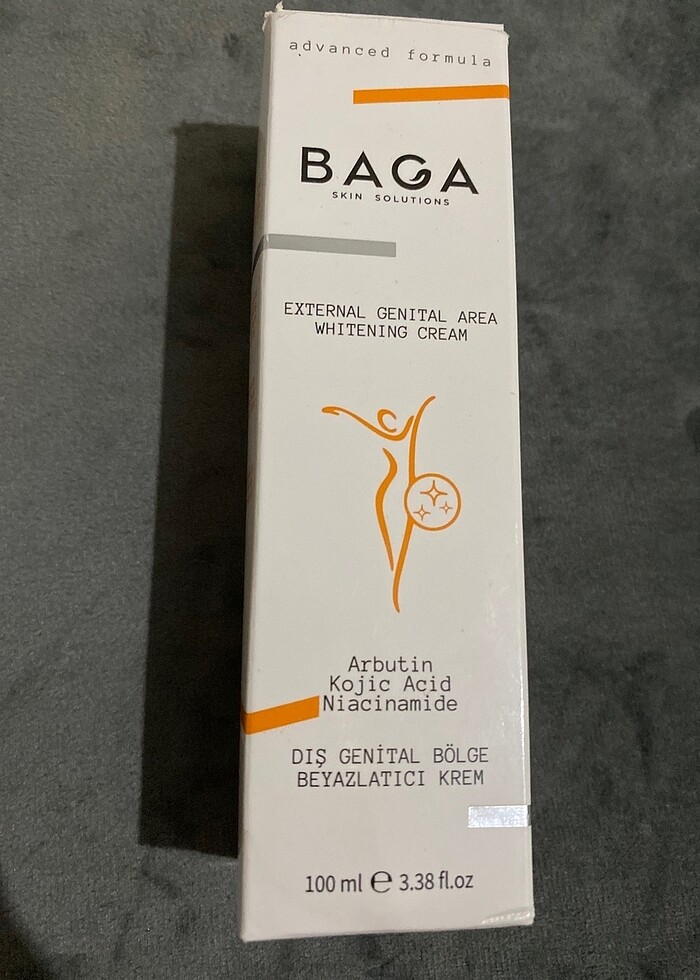 advanced formula
BAGA
SKIN SOLUTIONS
EXTERNAL GENITAL AREA
WHITENING CREAM
Arbutin
Kojic Acid
Niacinamide
DIŞ GENİTAL BÖLGE
BEYAZLATICI KREM
100 ml ℮ 3.38 fl.oz